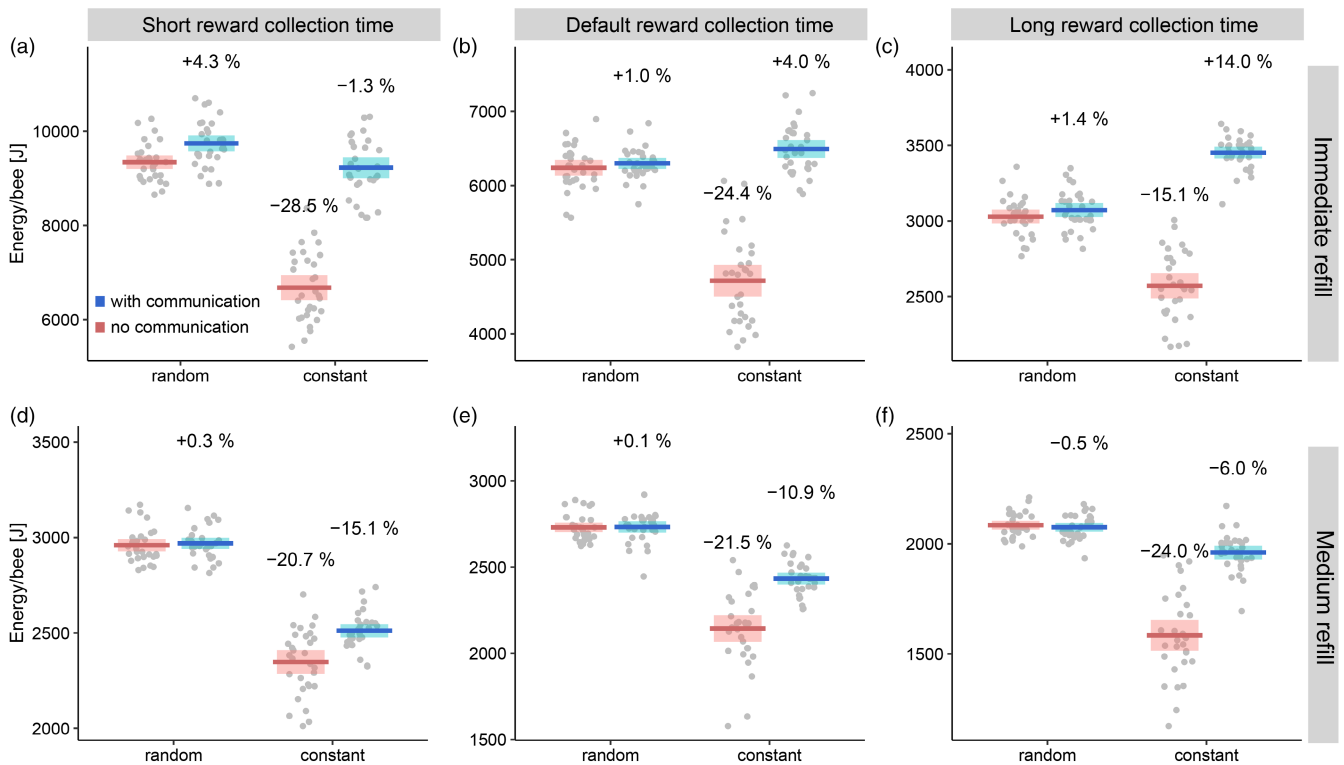 Short reward collection time
Default reward collection time
Long reward collection time
(a)
Energy/bee [J]
10000
8000
6000
+4.3 %
−1.3 %
−28.5 %
with communication
no communication
random
constant
(b)
7000
6000
5000
4000
+1.0 %
+4.0 %
−24.4 %
random
constant
(c)
4000
3500
3000
2500
+14.0 %
+1.4 %
−15.1 %
random
constant
Immediate refill
(d)
Energy/bee [J]
3500
3000
2500
2000
+0.3 %
−15.1 %
−20.7 %
random
constant
(e)
3000
2500
2000
1500
+0.1 %
−10.9 %
−21.5 %
random
constant
(f)
2500
2000
1500
−0.5 %
−6.0 %
−24.0 %
random
constant
Medium refill